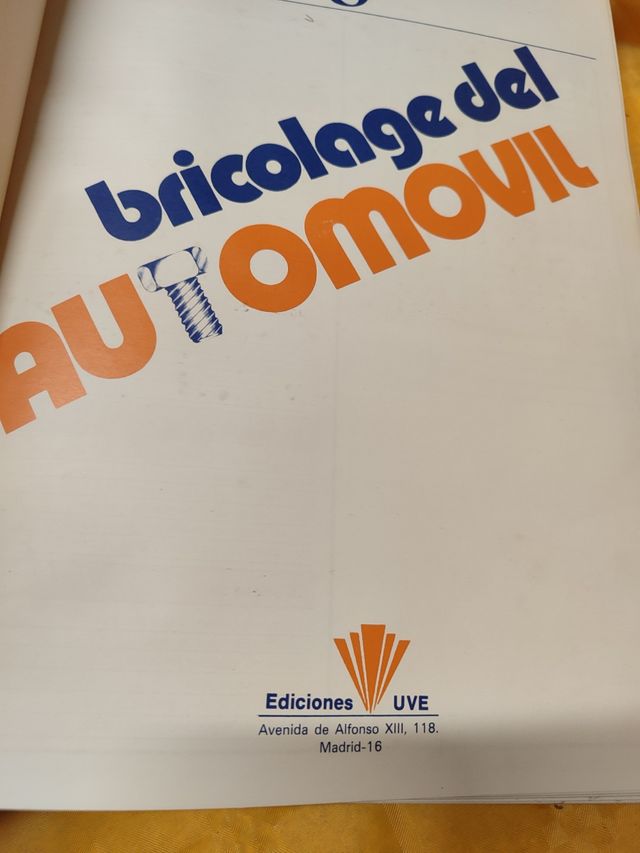 bricolage del
AUTOMOVIL
Ediciones UVE
Avenida de Alfonso XIII, 118.
Madrid-16